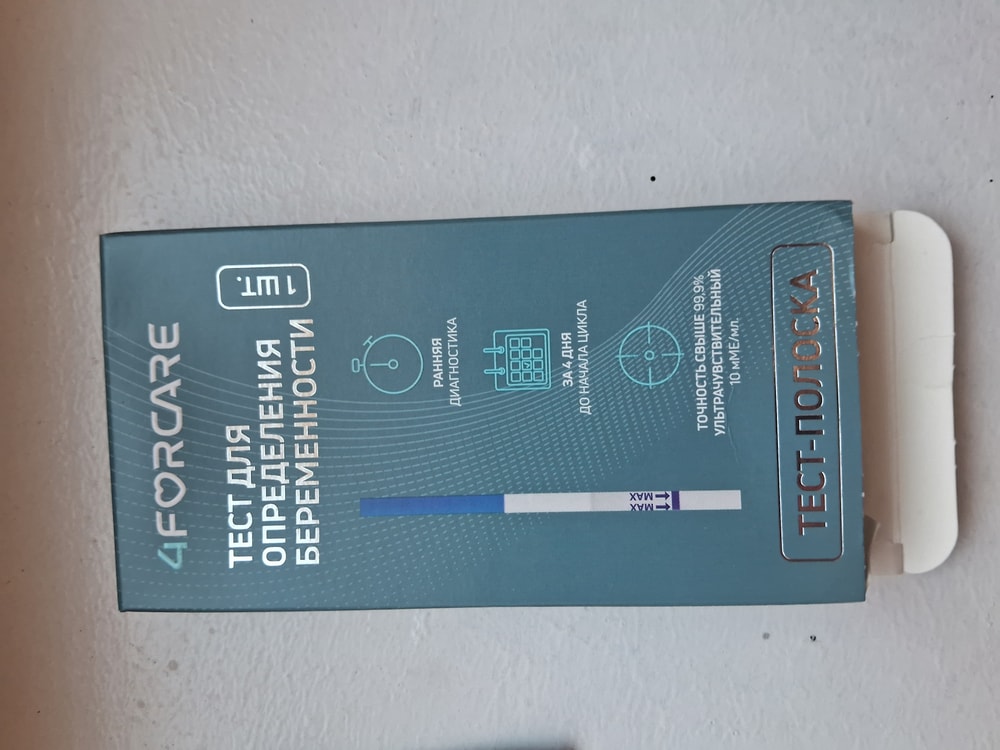 4FORCARE
ТЕСТ ДЛЯ
ОПРЕДЕЛЕНИЯ
БЕРЕМЕННОСТИ
1 ЕТ.
РАННЯЯ
ДИАГНОСТИКА
ЗА 4 ДНЯ
ДО НАЧАЛА ЦИКЛА
ТОЧНОСТЬ СВЫШЕ 99,9%
УЛЬТРАЧУВСТВИТЕЛЬНЫЙ
10 мМЕ/мл.
MAX
MAX
ТЕСТ-ПОЛОСКА